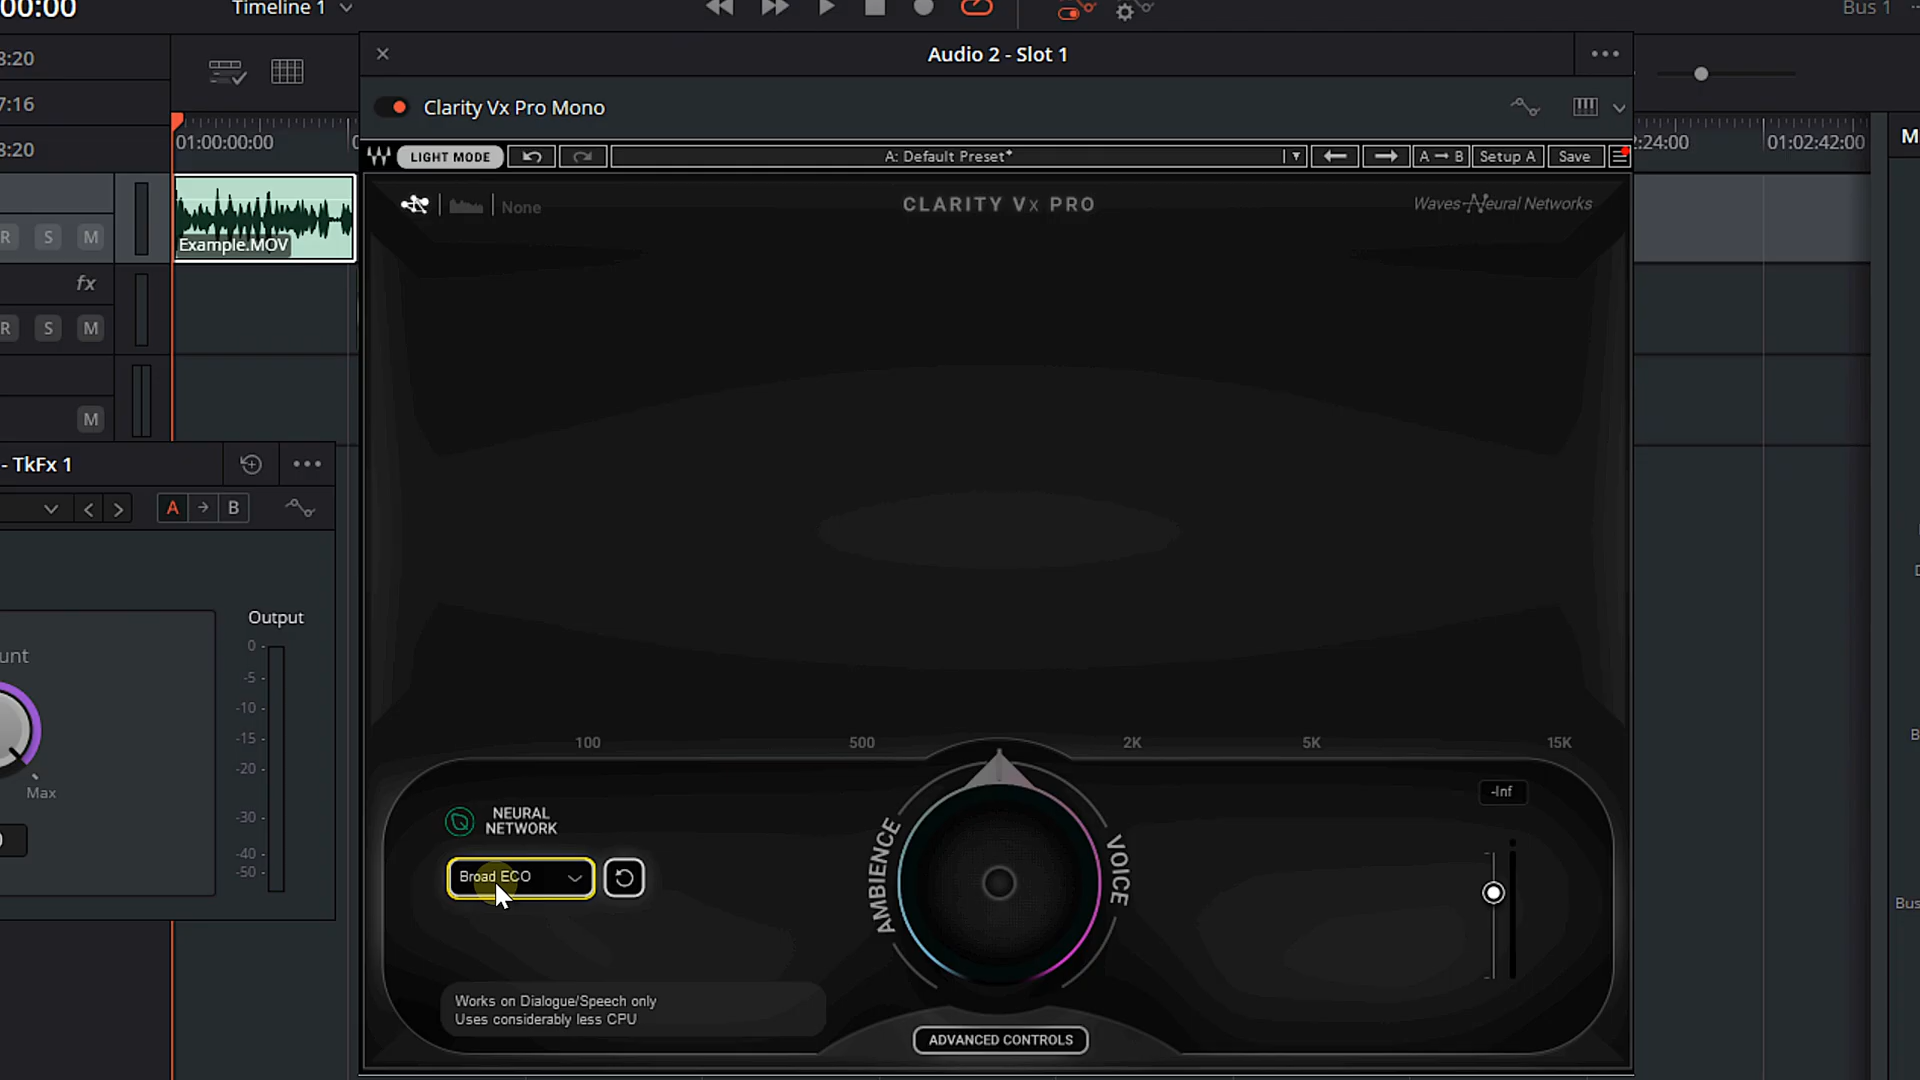 00:00
Timeline 1
Bus 1
8:20
7:16
8:20
Audio 2 - Slot 1
Clarity Vx Pro Mono
01:00:00:00
:24:00
01:02:42:00
M
LIGHT MODE
A: Default Preset*
A → B
Setup A
Save
None
CLARITY Vx PRO
Waves Neural Networks
R S M
Example.MOV
fx
R S M
M
- TkFx 1
A → B
Output
0
-5
-10
-15
-20
-30
-40
-50
unt
Max
0
100
500
2K
5K
15K
NEURAL
NETWORK
Broad ECO
AMBIENCE
VOICE
-Inf
Works on Dialogue/Speech only
Uses considerably less CPU
ADVANCED CONTROLS
B
Bus